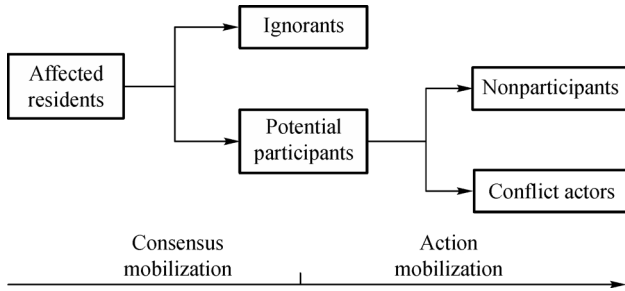 Ignorants
Affected
residents
Nonparticipants
Potential
participants
Conflict actors
Consensus
mobilization
Action
mobilization